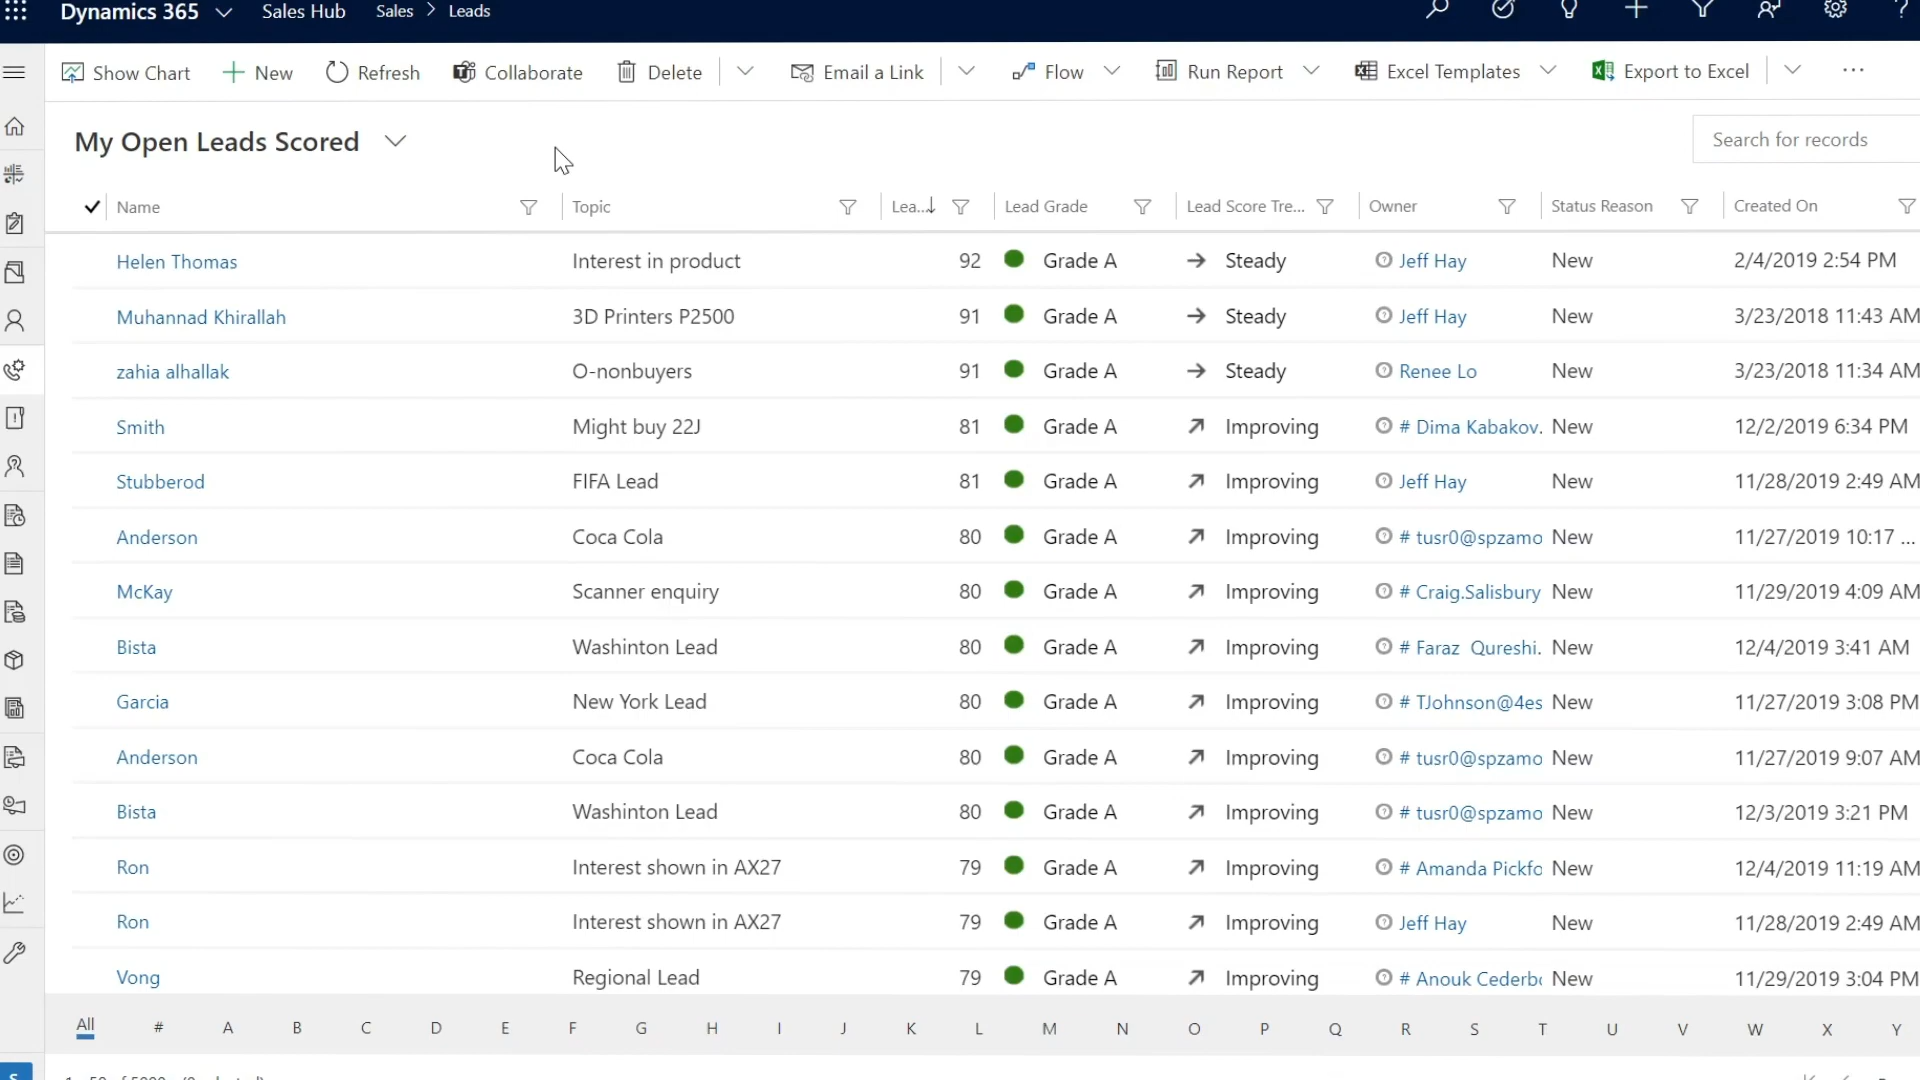 Dynamics 365 Sales Hub Sales > Leads
Show Chart New Refresh Collaborate Delete Email a Link Flow Run Report Excel Templates Export to Excel ...
My Open Leads Scored
Search for records
Name Topic Lea... Lead Grade Lead Score Tre... Owner Status Reason Created On
Helen Thomas Interest in product 92 Grade A Steady Jeff Hay New 2/4/2019 2:54 PM
Muhannad Khirallah 3D Printers P2500 91 Grade A Steady Jeff Hay New 3/23/2018 11:43 AM
zahia alhallak O-nonbuyers 91 Grade A Steady Renee Lo New 3/23/2018 11:34 AM
Smith Might buy 22J 81 Grade A Improving # Dima Kabakov. New 12/2/2019 6:34 PM
Stubberod FIFA Lead 81 Grade A Improving Jeff Hay New 11/28/2019 2:49 AM
Anderson Coca Cola 80 Grade A Improving # tusr0@spzamo New 11/27/2019 10:17 ...
McKay Scanner enquiry 80 Grade A Improving # Craig.Salisbury New 11/29/2019 4:09 AM
Bista Washinton Lead 80 Grade A Improving # Faraz Qureshi. New 12/4/2019 3:41 AM
Garcia New York Lead 80 Grade A Improving # TJohnson@4es New 11/27/2019 3:08 PM
Anderson Coca Cola 80 Grade A Improving # tusr0@spzamo New 11/27/2019 9:07 AM
Bista Washinton Lead 80 Grade A Improving # tusr0@spzamo New 12/3/2019 3:21 PM
Ron Interest shown in AX27 79 Grade A Improving # Amanda Pickfo New 12/4/2019 11:19 AM
Ron Interest shown in AX27 79 Grade A Improving Jeff Hay New 11/28/2019 2:49 AM
Vong Regional Lead 79 Grade A Improving # Anouk Cederb New 11/29/2019 3:04 PM
All # A B C D E F G H I J K L M N O P Q R S T U V W X Y